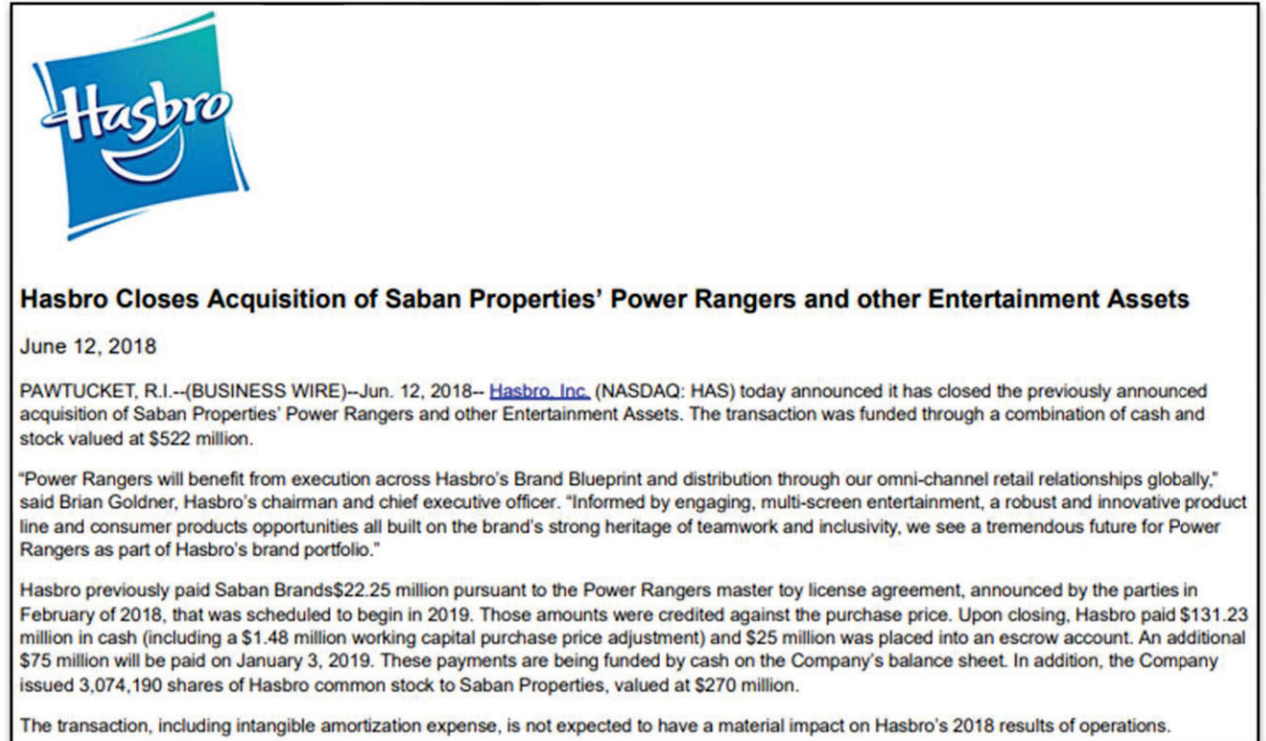 Hasbro
Hasbro Closes Acquisition of Saban Properties' Power Rangers and other Entertainment Assets
June 12, 2018
PAWTUCKET, R.I.--(BUSINESS WIRE)--Jun. 12, 2018-- Hasbro, Inc. (NASDAQ: HAS) today announced it has closed the previously announced
acquisition of Saban Properties' Power Rangers and other Entertainment Assets. The transaction was funded through a combination of cash and
stock valued at $522 million.
“Power Rangers will benefit from execution across Hasbro's Brand Blueprint and distribution through our omni-channel retail relationships globally,”
said Brian Goldner, Hasbro's chairman and chief executive officer. “Informed by engaging, multi-screen entertainment, a robust and innovative product
line and consumer products opportunities all built on the brand's strong heritage of teamwork and inclusivity, we see a tremendous future for Power
Rangers as part of Hasbro's brand portfolio.”
Hasbro previously paid Saban Brands$22.25 million pursuant to the Power Rangers master toy license agreement, announced by the parties in
February of 2018, that was scheduled to begin in 2019. Those amounts were credited against the purchase price. Upon closing, Hasbro paid $131.23
million in cash (including a $1.48 million working capital purchase price adjustment) and $25 million was placed into an escrow account. An additional
$75 million will be paid on January 3, 2019. These payments are being funded by cash on the Company's balance sheet. In addition, the Company
issued 3,074,190 shares of Hasbro common stock to Saban Properties, valued at $270 million.
The transaction, including intangible amortization expense, is not expected to have a material impact on Hasbro's 2018 results of operations.